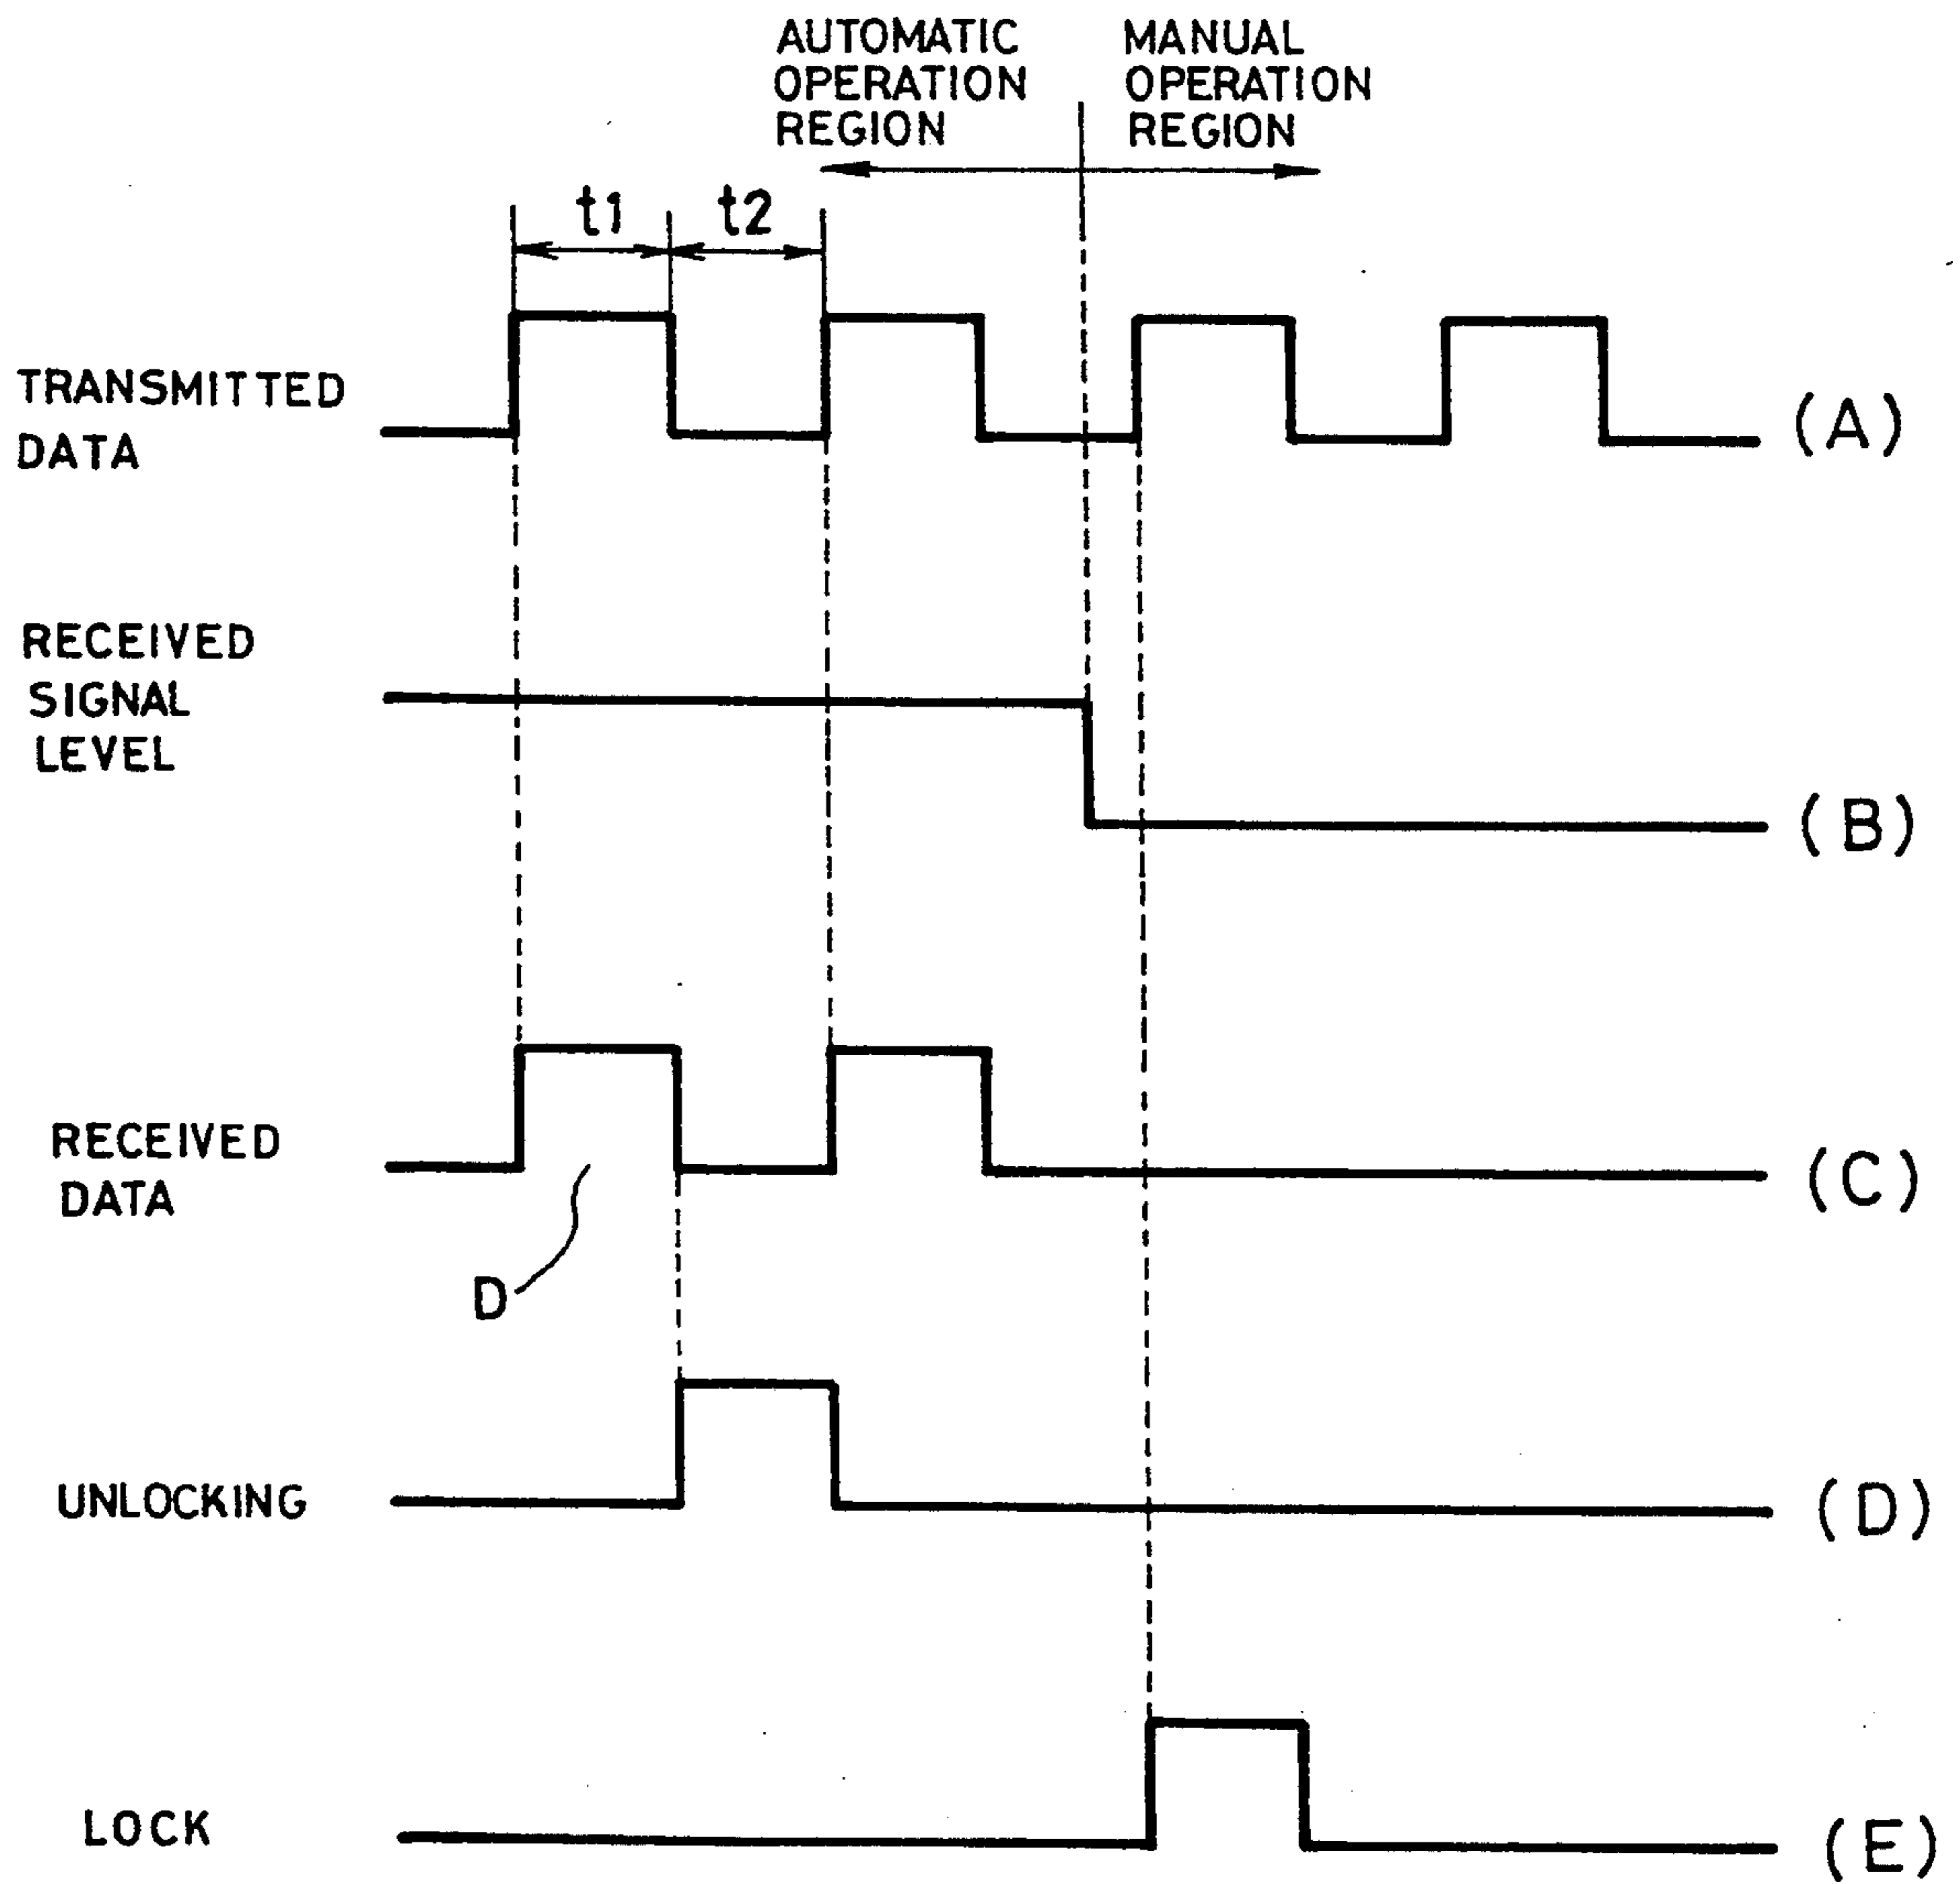 AUTOMATIC
OPERATION
REGION
MANUAL
OPERATION
REGION
t1
t2
TRANSMITTED
DATA
(A)
RECEIVED
SIGNAL
LEVEL
(B)
RECEIVED
DATA
(C)
D
UNLOCKING
(D)
LOCK
(E)